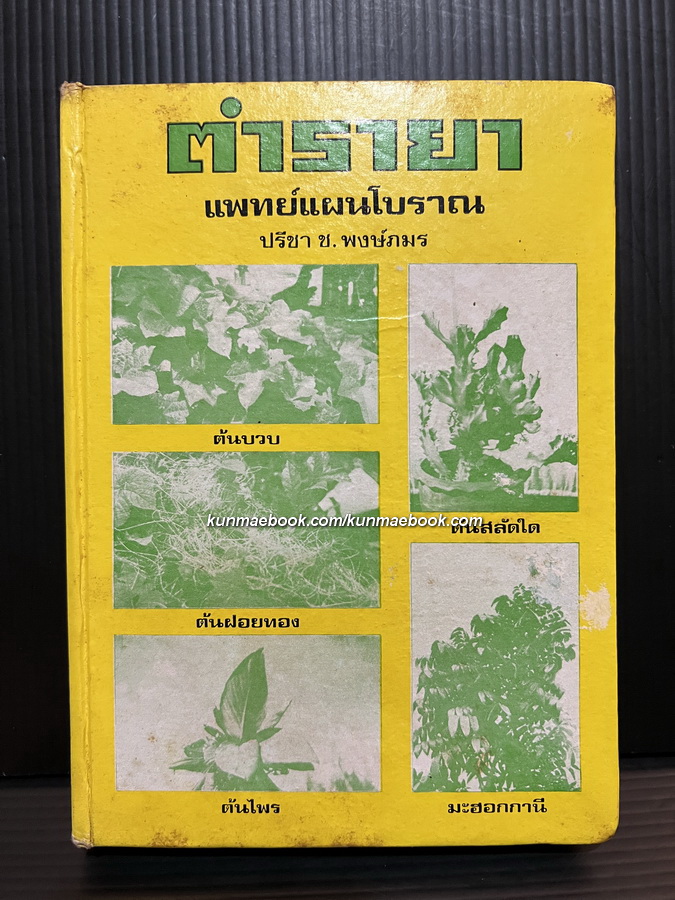 ตำรายา
แพทย์แผนโบราณ
ปรีชา ช. พงษ์ภมร
ต้นบวบ
kunmaebook.com/kunmaebook.com
ต้นสลัดใด
ต้นฝอยทอง
ต้นไพร
มะฮอกกานี